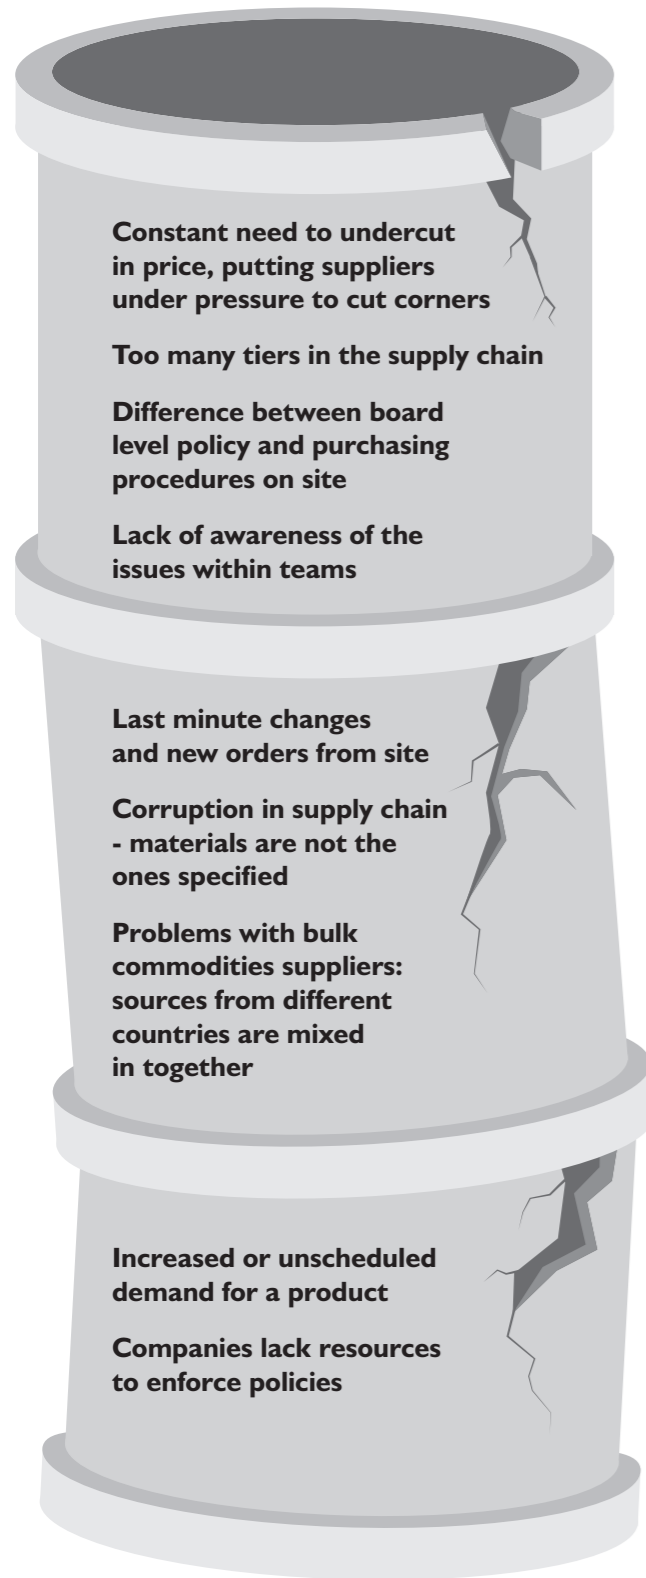 Constant need to undercut
in price, putting suppliers
under pressure to cut corners
Too many tiers in the supply chain
Difference between board
level policy and purchasing
procedures on site
Lack of awareness of the
issues within teams
Last minute changes
and new orders from site
Corruption in supply chain
- materials are not the
ones specified
Problems with bulk
commodities suppliers:
sources from different
countries are mixed
in together
Increased or unscheduled
demand for a product
Companies lack resources
to enforce policies